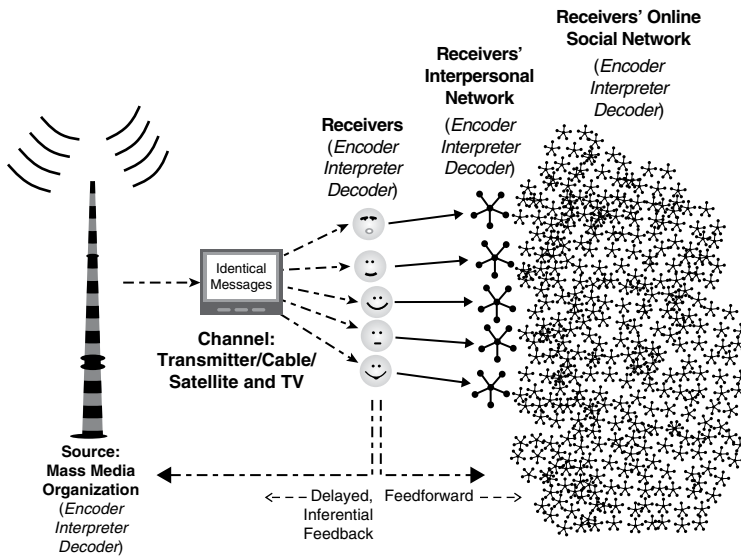 Receivers' Online
Social Network
(Encoder
Interpreter
Decoder)
Receivers'
Interpersonal
Network
(Encoder
Interpreter
Decoder)
Receivers
(Encoder
Interpreter
Decoder)
Identical
Messages
Channel:
Transmitter/Cable/
Satellite and TV
Source:
Mass Media
Organization
(Encoder
Interpreter
Decoder)
Delayed,
Inferential
Feedback
Feedforward